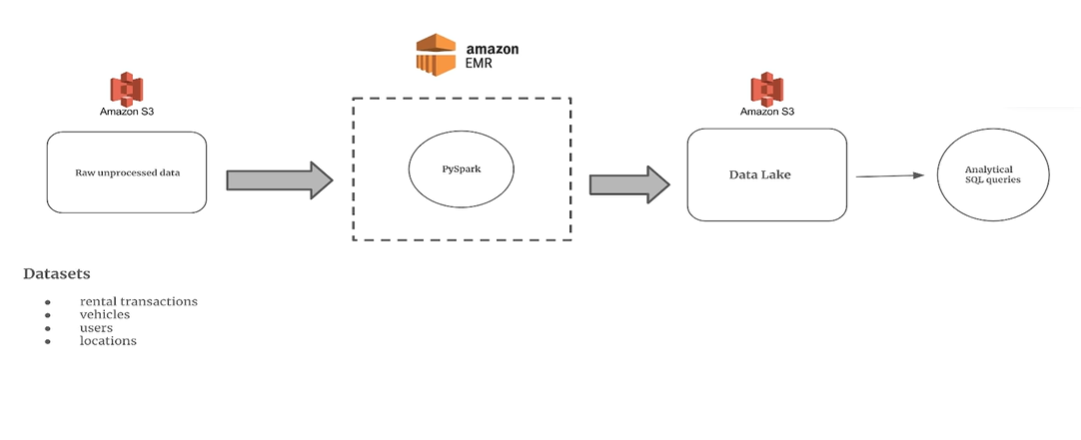 amazon
EMR
Amazon S3
Amazon S3
Raw unprocessed data
PySpark
Data Lake
Analytical
SQL queries
Datasets
● rental transactions
● vehicles
● users
● locations